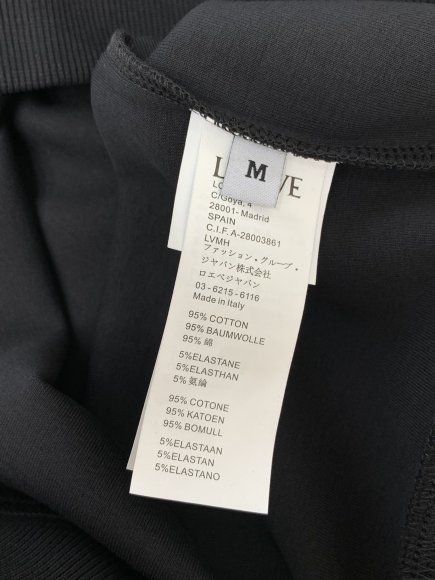 M
C/Goya, 4
28001- Madrid
SPAIN
C.I.F. A-28003861
LVMH
ファッション・グループ・
ジャパン株式会社
ロエベジャパン
03 - 6215 - 6116
Made in Italy
95% COTTON
95% BAUMWOLLE
95% 綿
5%ELASTANE
5%ELASTHAN
5% 氨綸
95% COTONE
95% KATOEN
95% BOMULL
5%ELASTAAN
5%ELASTAN
5%ELASTANO